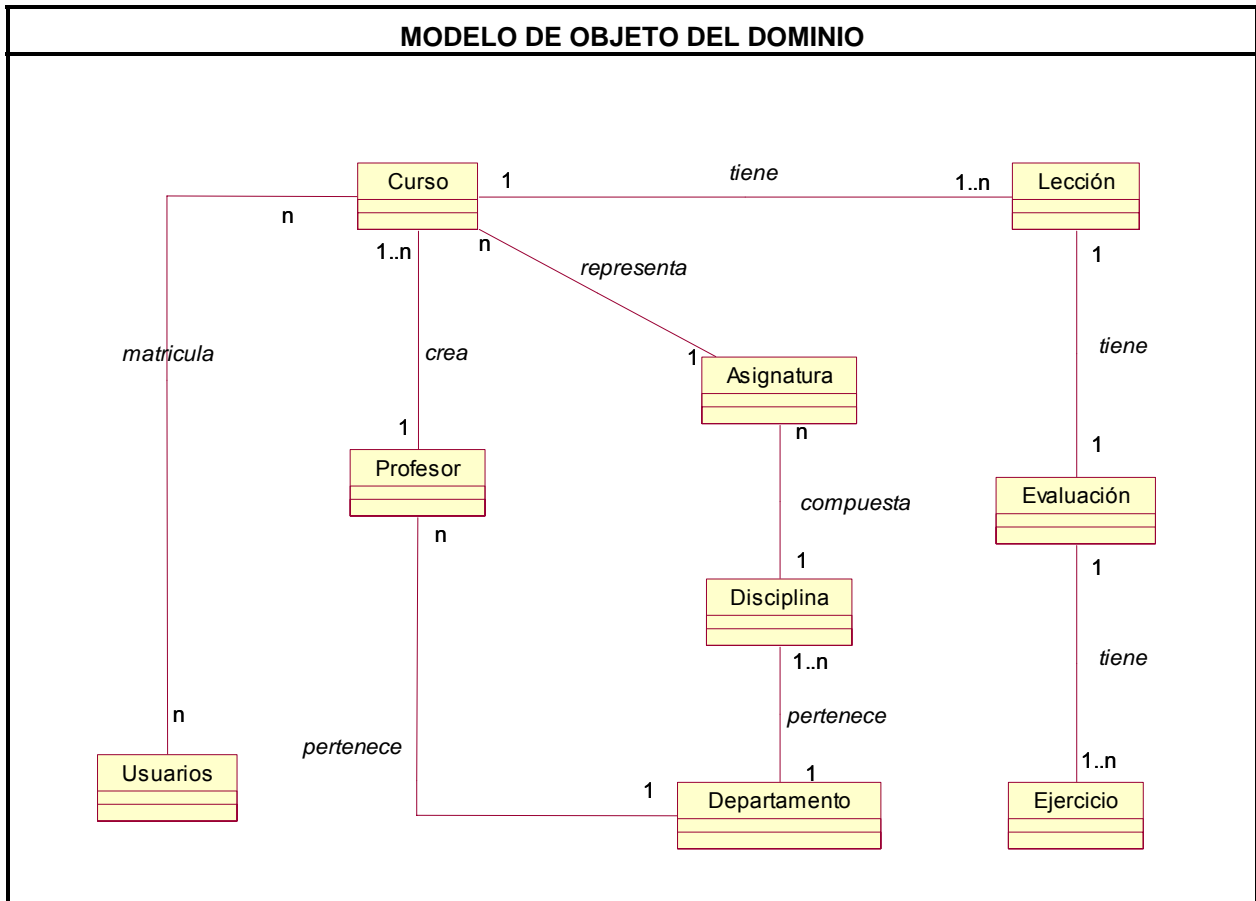 MODELO DE OBJETO DEL DOMINIO
Curso
1
tiene
1..n
Lección
n
1..n
n
1
representa
matricula
crea
tiene
1
Asignatura
1
n
1
Profesor
Evaluación
n
compuesta
1
1
Disciplina
1..n
tiene
n
pertenece
pertenece
1..n
Usuarios
1
1
Departamento
Ejercicio